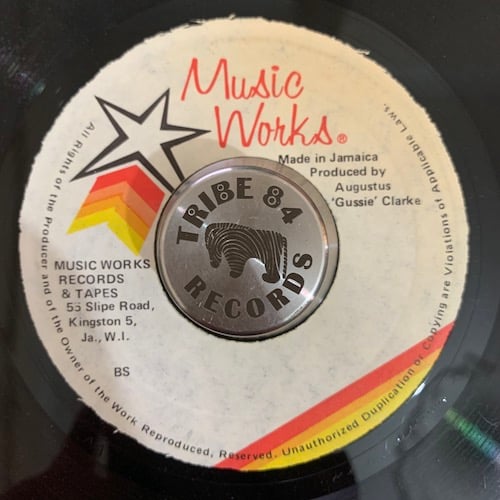 Music
Works®
Made in Jamaica
Produced by
Augustus
'Gussie' Clarke
TRIBE 84
RECORDS
MUSIC WORKS
RECORDS
& TAPES
55 Slipe Road,
Kingston 5,
Ja., W.I.
BS
All Rights of the Producer and of the Owner of the Work Reproduced, Reserved. Unauthorized Duplication or Copying are Violations of Applicable Laws.